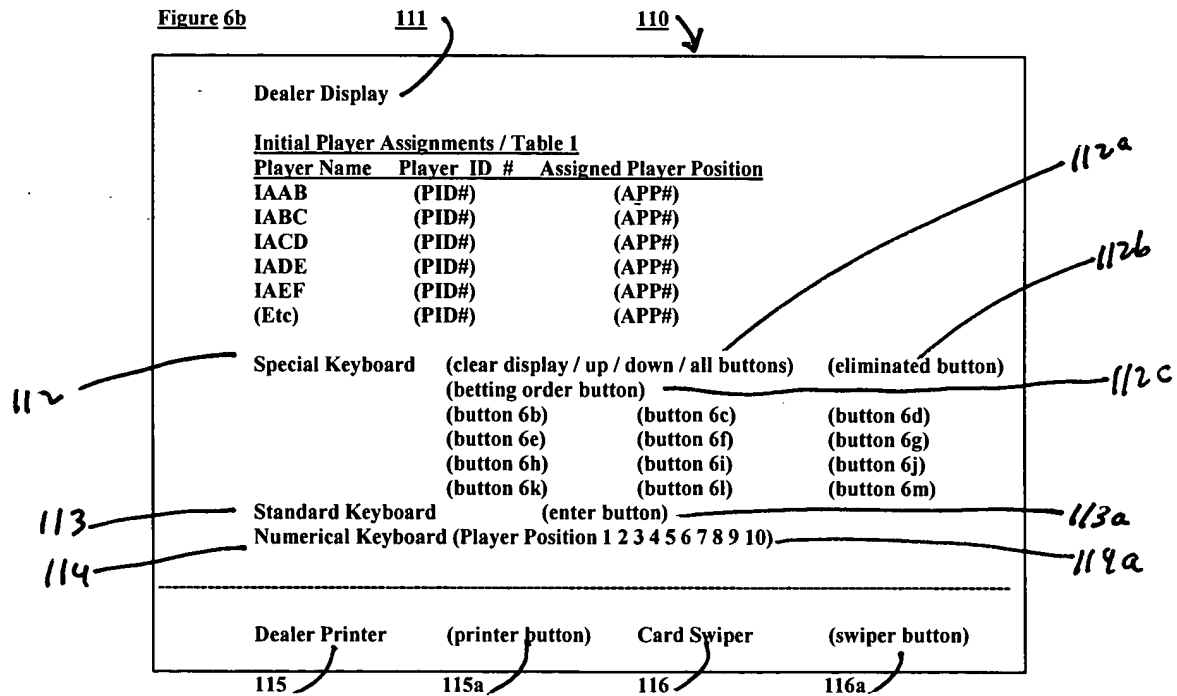 Figure 6b 111 110
Dealer Display
Initial Player Assignments / Table 1
Player Name Player ID # Assigned Player Position
IAAB (PID#) (APP#)
IABC (PID#) (APP#)
IACD (PID#) (APP#)
IADE (PID#) (APP#)
IAEF (PID#) (APP#)
(Etc) (PID#) (APP#)
112a
112b
Special Keyboard (clear display / up / down / all buttons) (eliminated button)
112 (betting order button) 112c
(button 6b) (button 6c) (button 6d)
(button 6e) (button 6f) (button 6g)
(button 6h) (button 6i) (button 6j)
(button 6k) (button 6l) (button 6m)
113 Standard Keyboard (enter button) 113a
114 Numerical Keyboard (Player Position 1 2 3 4 5 6 7 8 9 10) 114a
Dealer Printer (printer button) Card Swiper (swiper button)
115 115a 116 116a